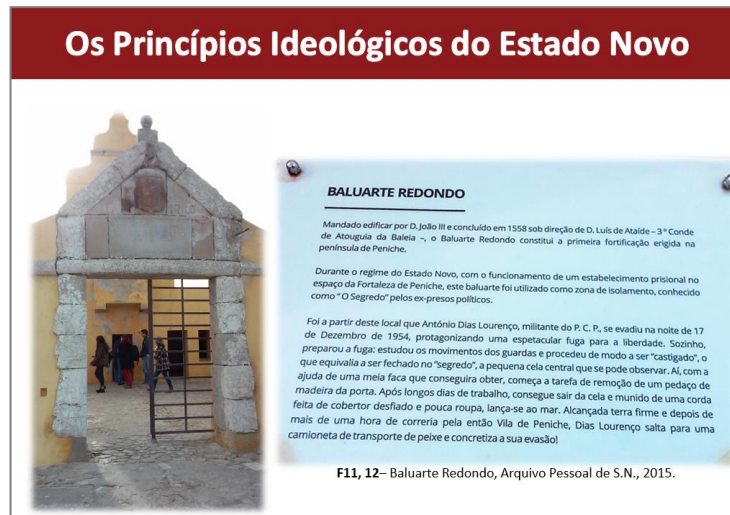 Os Princípios Ideológicos do Estado Novo
BALUARTE REDONDO
Mandado edificar por D. João III e concluído em 1558 sob direção de D. Luís de Ataíde – 3º Conde
de Atouguia da Baleia –, o Baluarte Redondo constitui a primeira fortificação erigida na
península de Peniche.
Durante o regime do Estado Novo, com o funcionamento de um estabelecimento prisional no
espaço da Fortaleza de Peniche, este baluarte foi utilizado como zona de isolamento, conhecido
como "O Segredo" pelos ex-presos políticos.
Foi a partir deste local que António Dias Lourenço, militante do P. C. P., se evadiu na noite de 17
de Dezembro de 1954, protagonizando uma espetacular fuga para a liberdade. Sozinho,
preparou a fuga: estudou os movimentos dos guardas e procedeu de modo a ser "castigado", o
que equivalia a ser fechado no "segredo", a pequena cela central que se pode observar. Aí, com a
ajuda de uma meia faca que conseguira obter, começa a tarefa de remoção de um pedaço de
madeira da porta. Após longos dias de trabalho, consegue sair da cela e munido de uma corda
feita de cobertor desfiado e pouca roupa, lança-se ao mar. Alcançada terra firme e depois de
mais de uma hora de correria pela então Vila de Peniche, Dias Lourenço salta para uma
camioneta de transporte de peixe e concretiza a sua evasão!
F11, 12– Baluarte Redondo, Arquivo Pessoal de S.N., 2015.